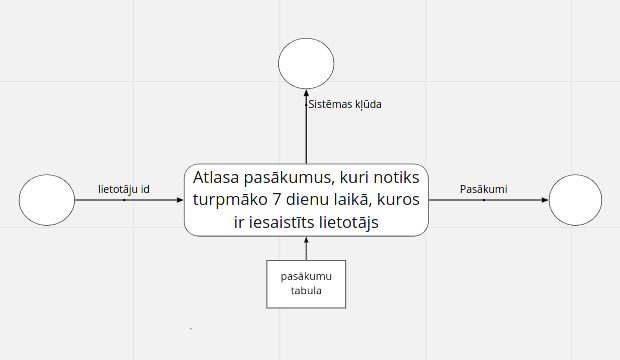 Sistēmas kļūda
lietotāju id
Atlasa pasākumus, kuri notiks
turpmāko 7 dienu laikā, kuros
ir iesaistīts lietotājs
Pasākumi
pasākumu
tabula